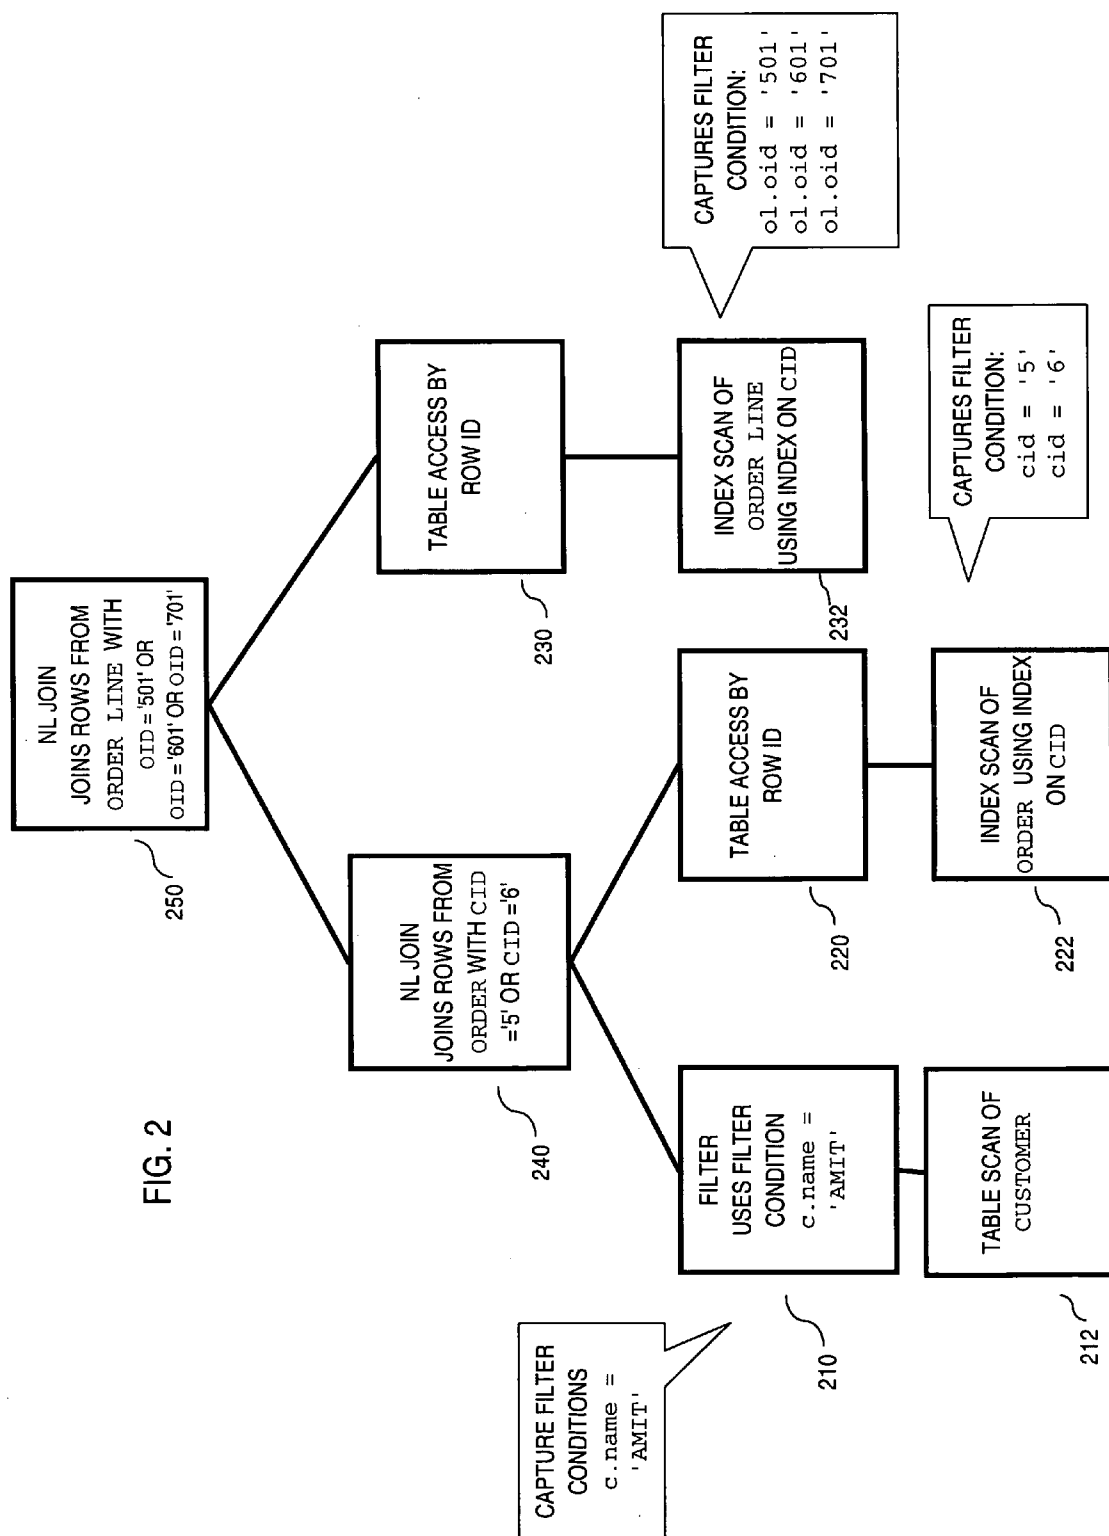 FIG. 2
NL JOIN
JOINS ROWS FROM
ORDER LINE WITH
OID = '501' OR
OID = '601' OR OID = '701'
250
NL JOIN
JOINS ROWS FROM
ORDER WITH CID
= '5' OR CID = '6'
240
TABLE ACCESS BY
ROW ID
230
CAPTURE FILTER
CONDITIONS
c.name =
'AMIT'
FILTER
USES FILTER
CONDITION
c.name =
'AMIT'
210
TABLE ACCESS BY
ROW ID
220
INDEX SCAN OF
ORDER LINE
USING INDEX ON CID
232
CAPTURES FILTER
CONDITION:
ol.oid = '501'
ol.oid = '601'
ol.oid = '701'
TABLE SCAN OF
CUSTOMER
212
INDEX SCAN OF
ORDER USING INDEX
ON CID
222
CAPTURES FILTER
CONDITION:
cid = '5'
cid = '6'